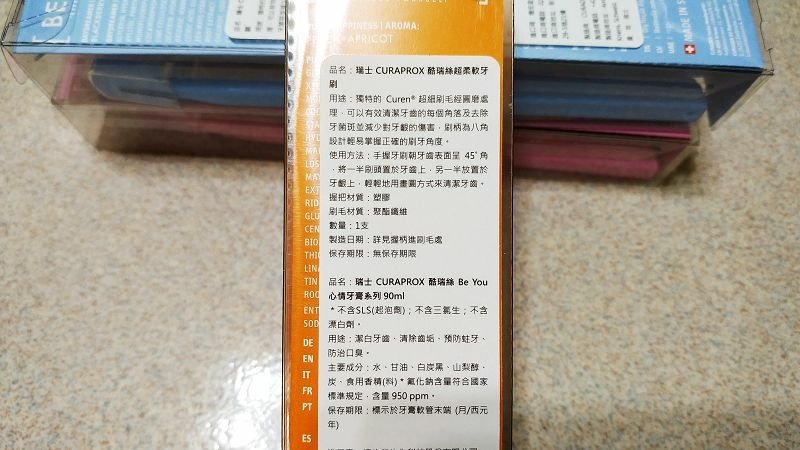 BE
APRICOT
品名：瑞士 CURAPROX 酷瑞絲超柔軟牙
刷
用途：獨特的 Curen® 超細刷毛經圓磨處
理，可以有效清潔牙齒的每個角落及去除
牙菌斑並減少對牙齦的傷害，刷柄為八角
設計輕易掌握正確的刷牙角度。
使用方法：手握牙刷朝牙齒表面呈 45°角
，將一半刷頭置於牙齒上，另一半放置於
牙齦上，輕輕地用畫圓方式來清潔牙齒。
握把材質：塑膠
刷毛材質：聚酯纖維
數量：1支
製造日期：詳見握柄進刷毛處
保存期限：無保存期限
品名：瑞士 CURAPROX 酷瑞絲 Be You
心情牙膏系列 90ml
* 不含SLS(起泡劑)；不含三氯生；不含
漂白劑。
用途：潔白牙齒、清除齒垢、預防蛀牙、
防治口臭。
主要成分：水、甘油、白炭黑、山梨醇、
炭、食用香精(料) * 氟化鈉含量符合國家
標準規定，含量 950 ppm。
保存期限：標示於牙膏軟管末端 (月/西元
年)
DE
EN
IT
FR
PT
ES